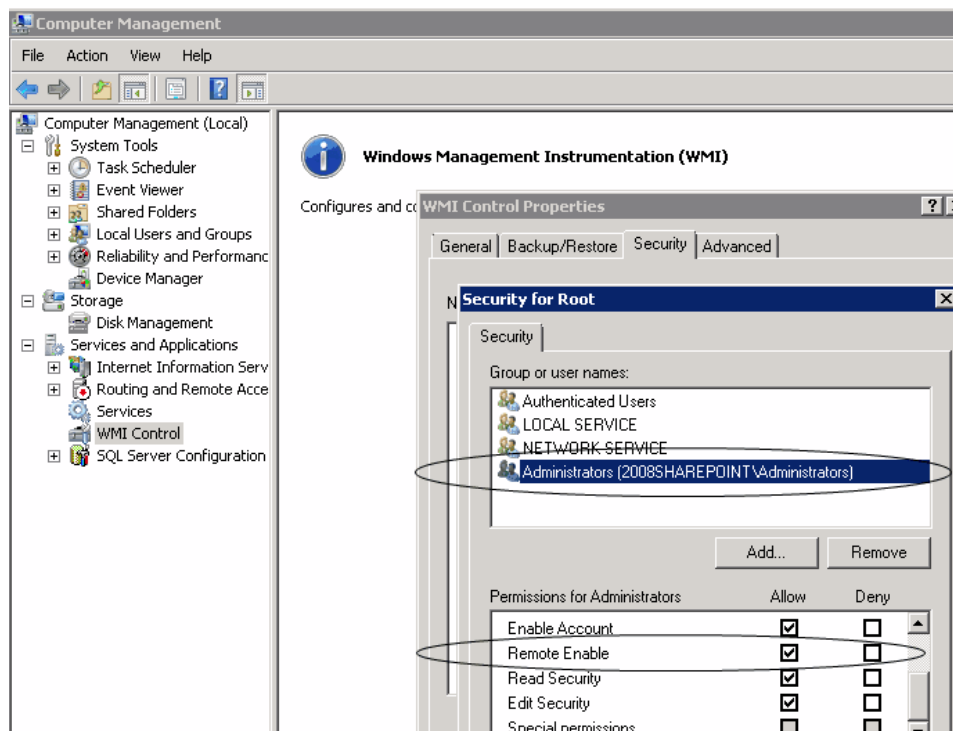 Computer Management
File Action View Help
Computer Management (Local)
System Tools
Task Scheduler
Event Viewer
Shared Folders
Local Users and Groups
Reliability and Performanc
Device Manager
Storage
Disk Management
Services and Applications
Internet Information Serv
Routing and Remote Acce
Services
WMI Control
SQL Server Configuration
Windows Management Instrumentation (WMI)
Configures and co
WMI Control Properties
General Backup/Restore Security Advanced
N
Security for Root
Security
Group or user names:
Authenticated Users
LOCAL SERVICE
NETWORK SERVICE
Administrators (2008SHAREPOINT\Administrators)
Add... Remove
Permissions for Administrators Allow Deny
Enable Account
Remote Enable
Read Security
Edit Security
Special permissions